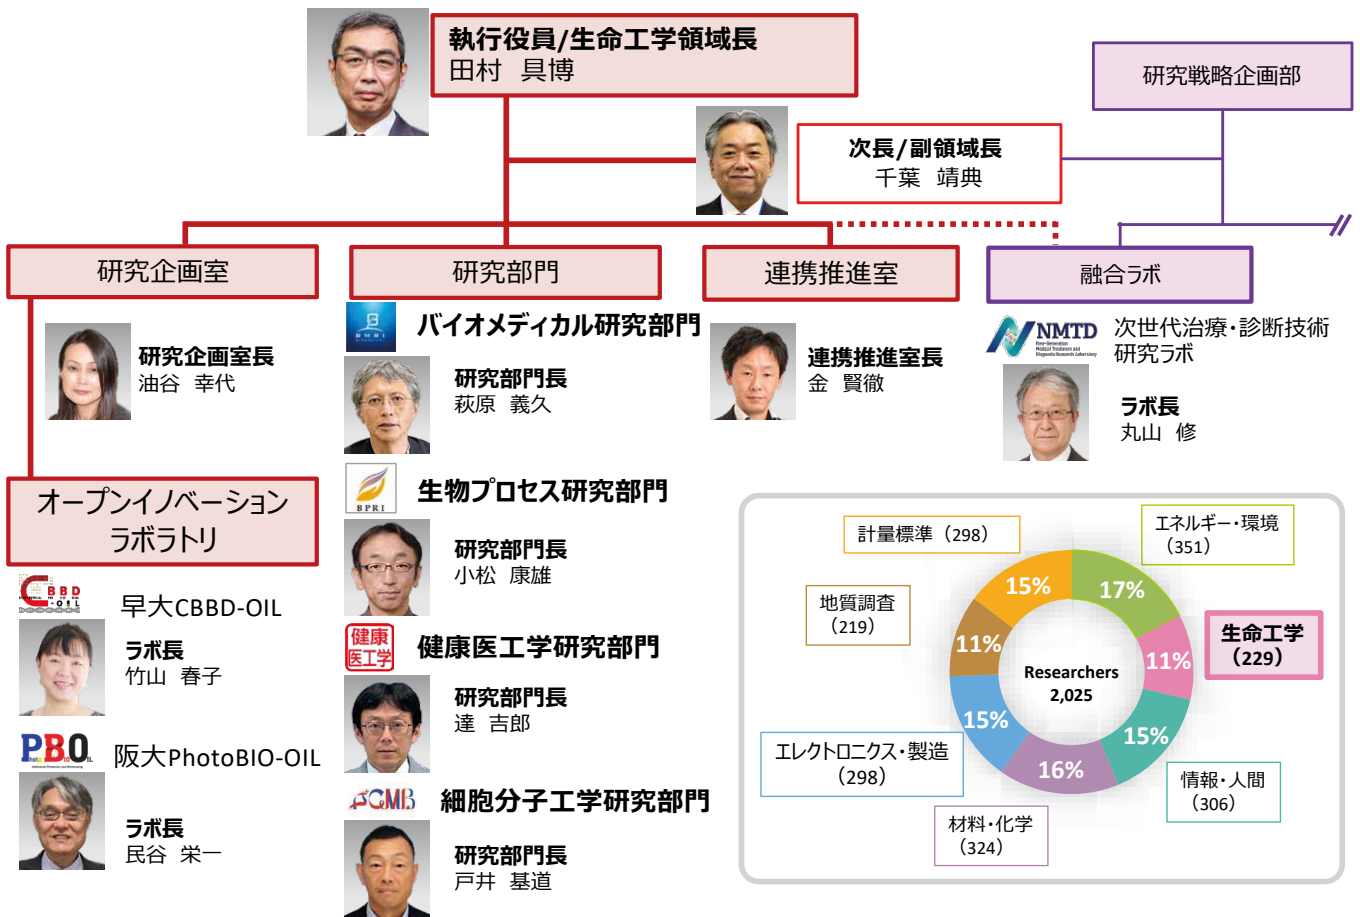 執行役員/生命工学領域長
田村　具博
研究戦略企画部
次長/副領域長
千葉　靖典
研究企画室
研究企画室長
油谷　幸代
オープンイノベーション
ラボラトリ
CBBD
-OIL
早大CBBD-OIL
ラボ長
竹山　春子
PhotoBIOIL
阪大PhotoBIO-OIL
ラボ長
民谷　栄一
研究部門
BMRI
バイオメディカル研究部門
研究部門長
萩原　義久
BPRI
生物プロセス研究部門
研究部門長
小松　康雄
健康
医工学
健康医工学研究部門
研究部門長
達　吉郎
CMB
細胞分子工学研究部門
研究部門長
戸井　基道
連携推進室
連携推進室長
金　賢徹
融合ラボ
NMTD
Next-Generation
Medical Treatment and
Diagnosis Research Laboratory
次世代治療・診断技術
研究ラボ
ラボ長
丸山　修
計量標準（298）
エネルギー・環境
（351）
地質調査
（219）
生命工学
（229）
エレクトロニクス・製造
（298）
情報・人間
（306）
材料・化学
（324）
15%
17%
11%
11%
15%
15%
16%
Researchers
2,025